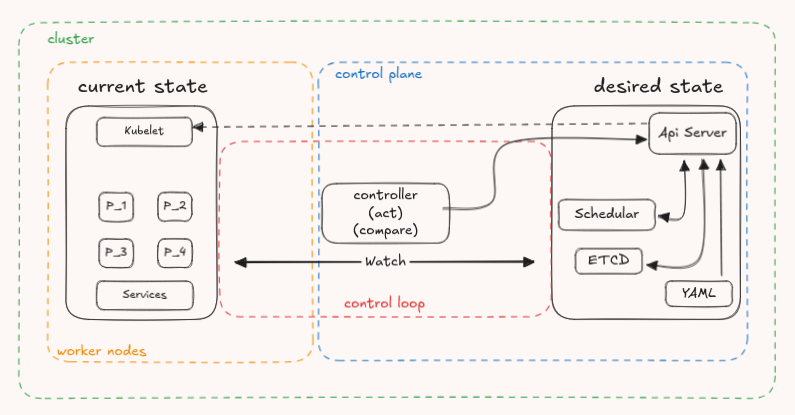 cluster
control plane
current state
desired state
Kubelet
Api Server
P_1
P_2
controller
(act)
(compare)
Schedular
P_3
P_4
Watch
ETCD
Services
YAML
control loop
worker nodes